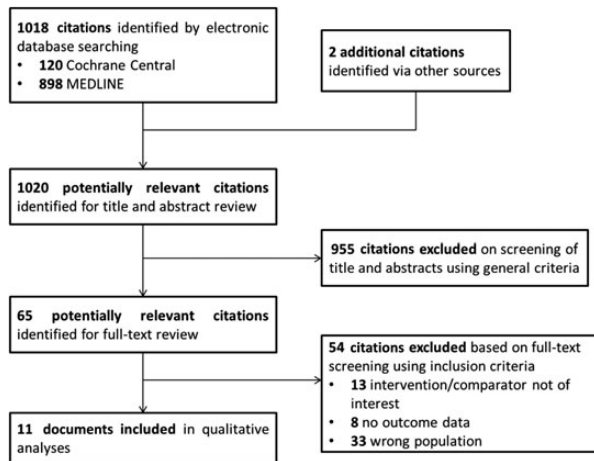 1018 citations identified by electronic
database searching
• 120 Cochrane Central
• 898 MEDLINE
2 additional citations
identified via other sources
1020 potentially relevant citations
identified for title and abstract review
955 citations excluded on screening of
title and abstracts using general criteria
65 potentially relevant citations
identified for full-text review
54 citations excluded based on full-text
screening using inclusion criteria
• 13 intervention/comparator not of
interest
• 8 no outcome data
• 33 wrong population
11 documents included in qualitative
analyses